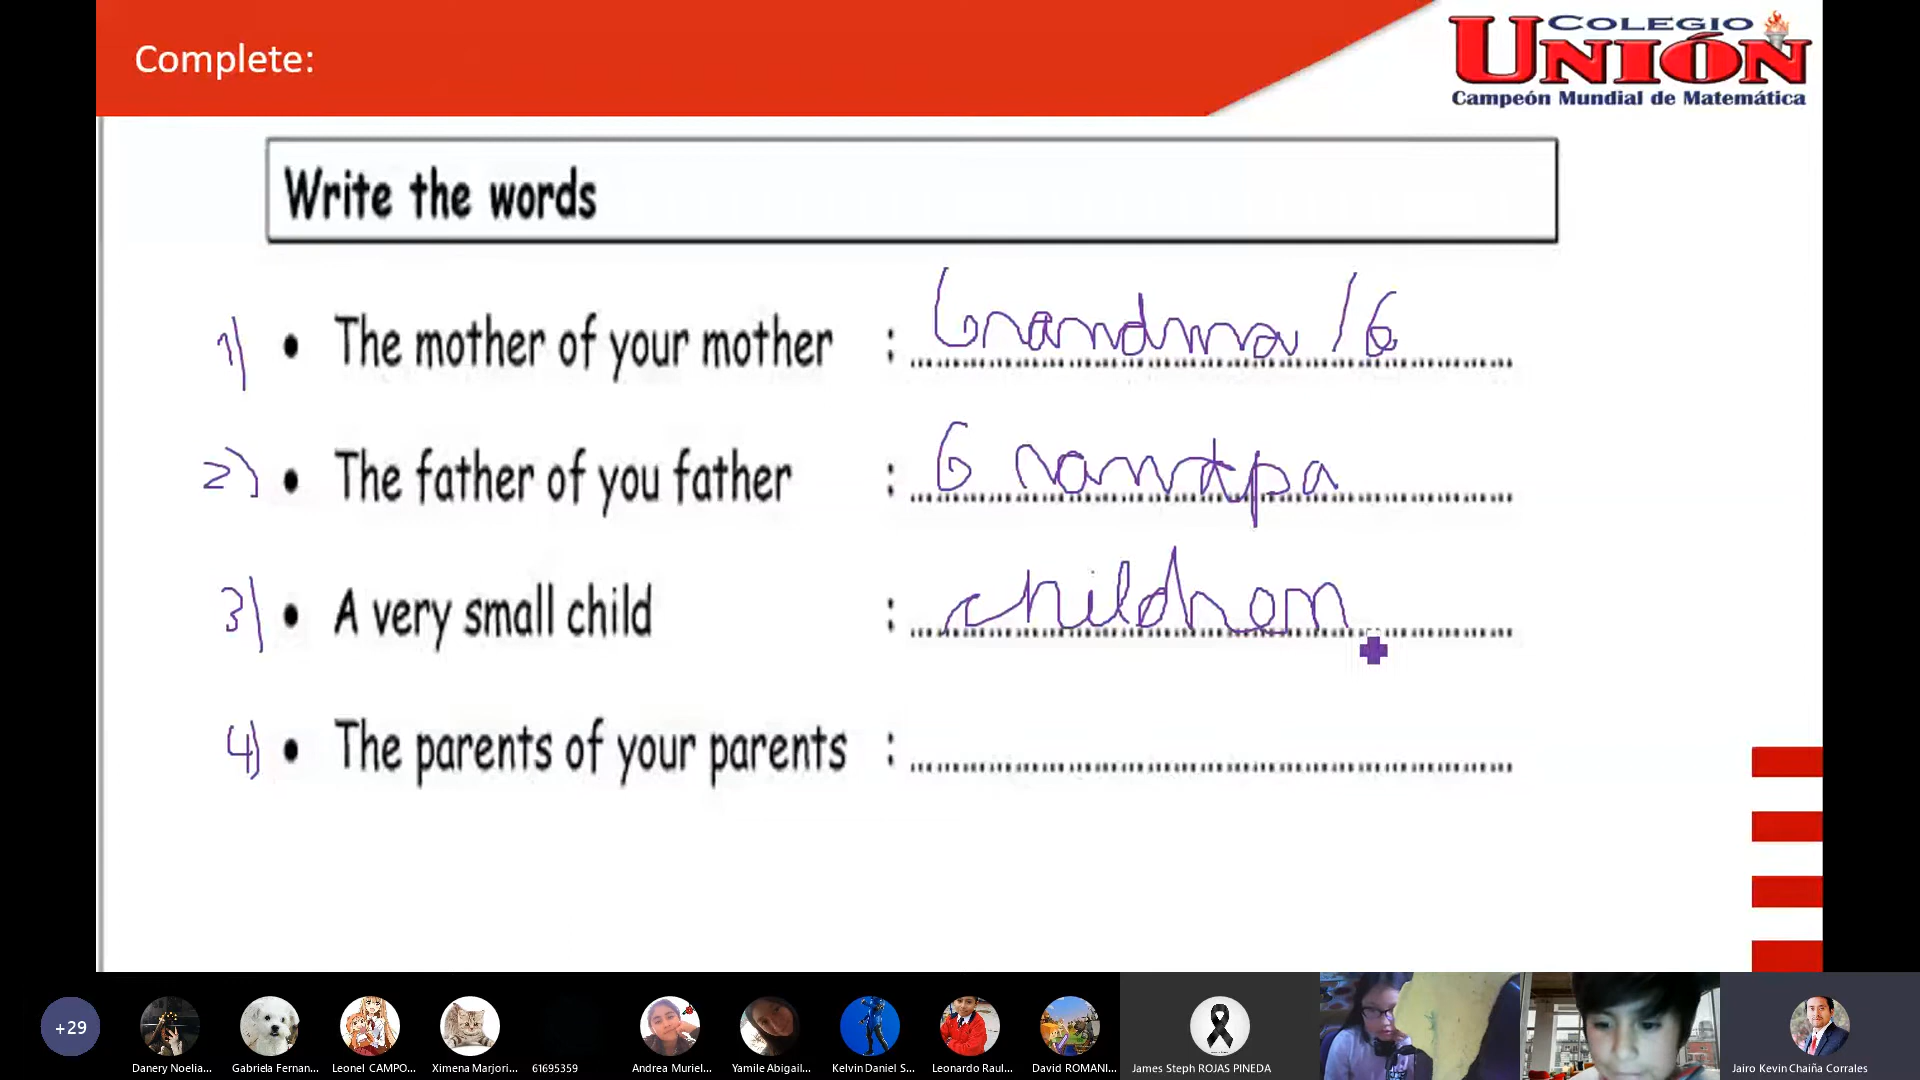 Complete:
COLEGIO
UNIÓN
Campeón Mundial de Matemática
Write the words
1) • The mother of your mother : Grandma / G
2) • The father of you father : Grantpa
3) • A very small child : children
4) • The parents of your parents :
+29
Danery Noelia...
Gabriela Fernan...
Leonel CAMPO...
Ximena Marjori...
61695359
Andrea Muriel...
Yamile Abigail...
Kelvin Daniel S...
Leonardo Raul...
David ROMANI...
James Steph ROJAS PINEDA
Jairo Kevin Chaiña Corrales